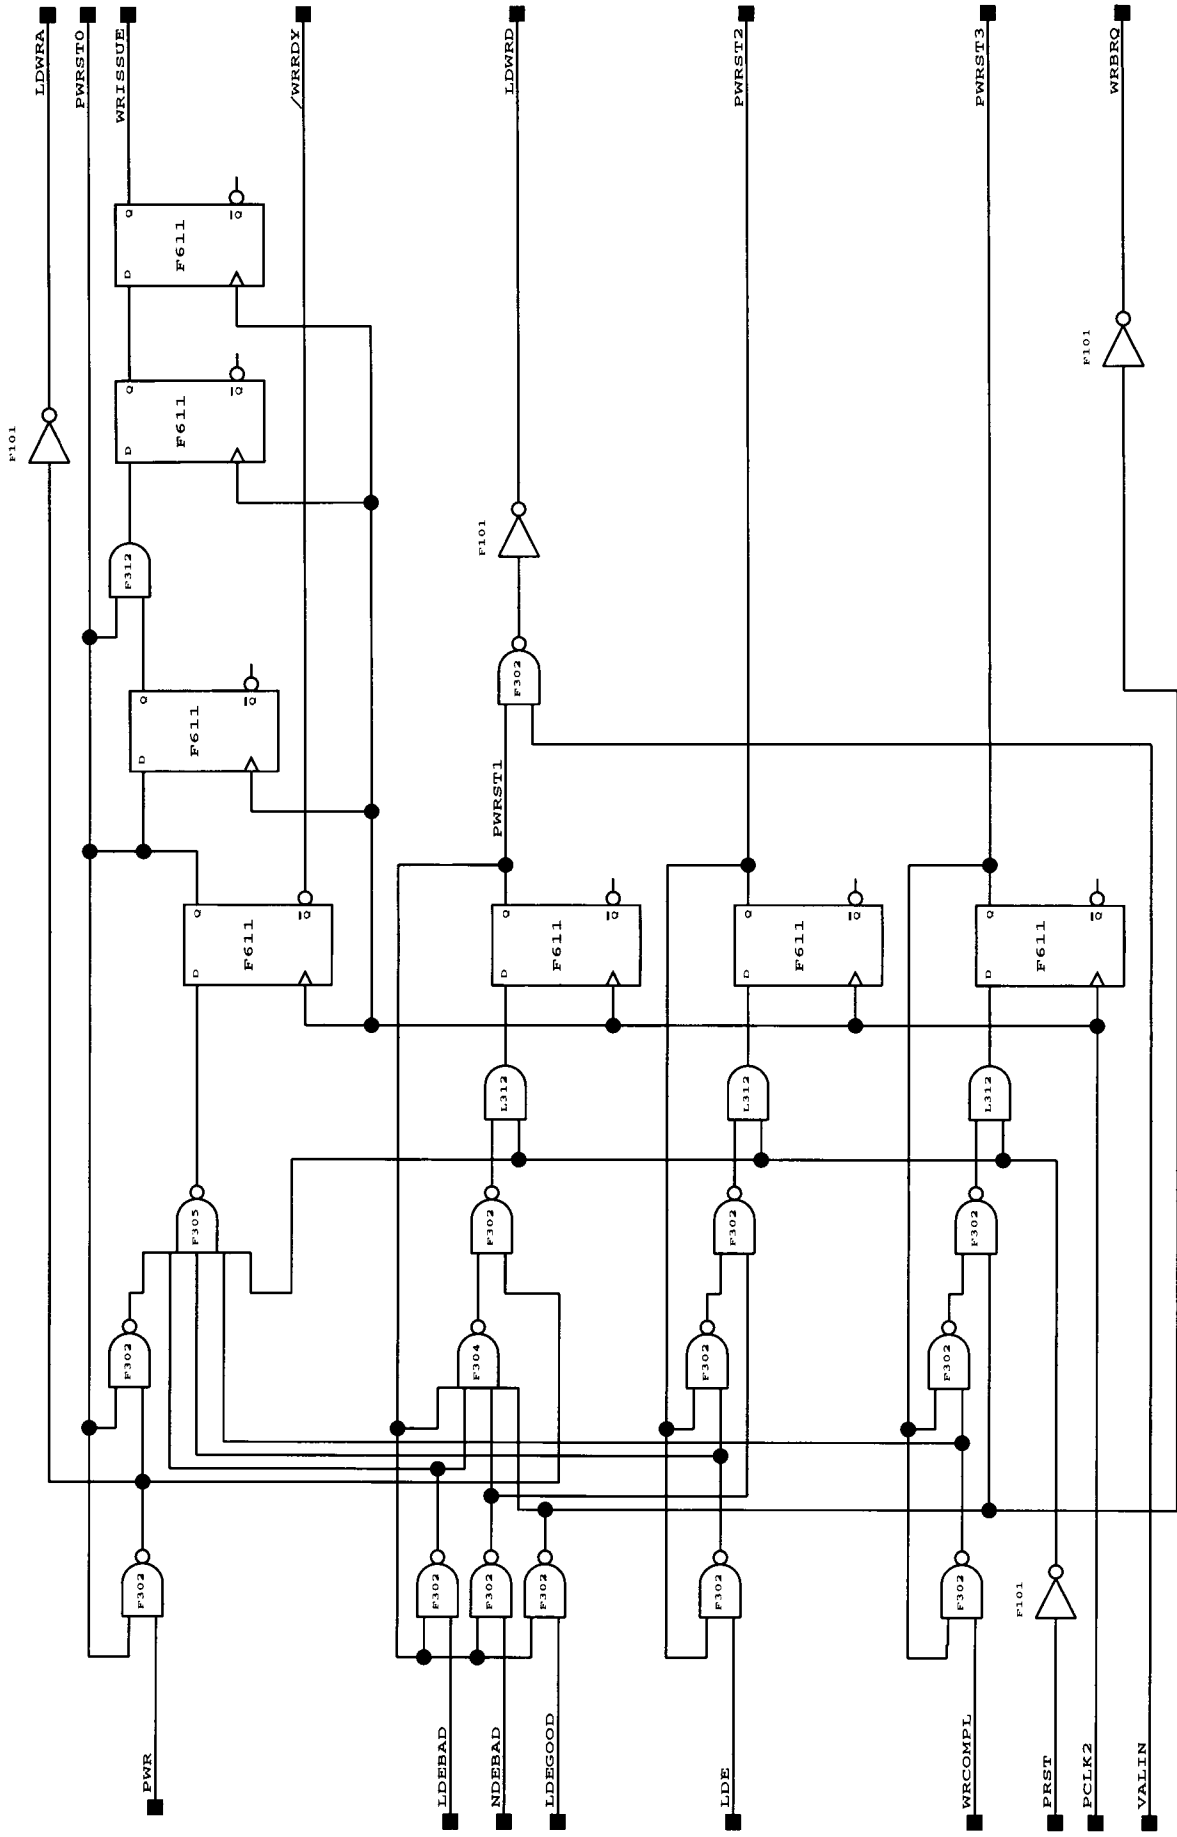 LDWRA
PWRST0
WRISSUE
/WRRDY
LDWRD
PWRST2
PWRST3
WRBRQ
Q
Q
F611
D
F101
Q
Q
F611
D
F101
F101
F312
F302
Q
Q
F611
D
PWRST1
Q
Q
F611
D
Q
Q
F611
D
Q
Q
F611
D
Q
Q
F611
D
L312
L312
L312
F305
F302
F302
F302
F302
F304
F302
F302
F302
F302
F302
F302
F302
F302
F101
PWR
LDEBAD
NDEBAD
LDEGOOD
LDE
WRCOMPL
PRST
PCLK2
VALIN